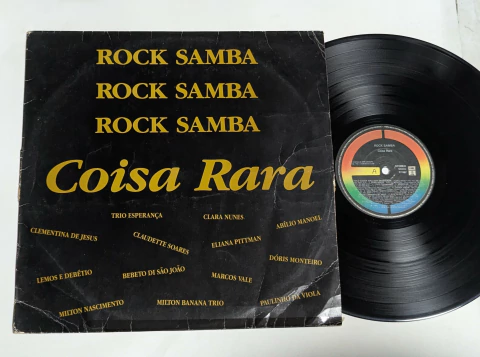 ROCK SAMBA
ROCK SAMBA
ROCK SAMBA
Coisa Rara
TRIO ESPERANÇA
CLARA NUNES
ABÍLIO MANOEL
CLEMENTINA DE JESUS
CLAUDETTE SOARES
ELIANA PITTMAN
DÓRIS MONTEIRO
LEMOS E DEBÉTIO
BEBETO DI SÃO JOÃO
MARCOS VALE
MILTON NASCIMENTO
MILTON BANANA TRIO
PAULINHO DA VIOLA
ROCK SAMBA
Coisa Rara
A